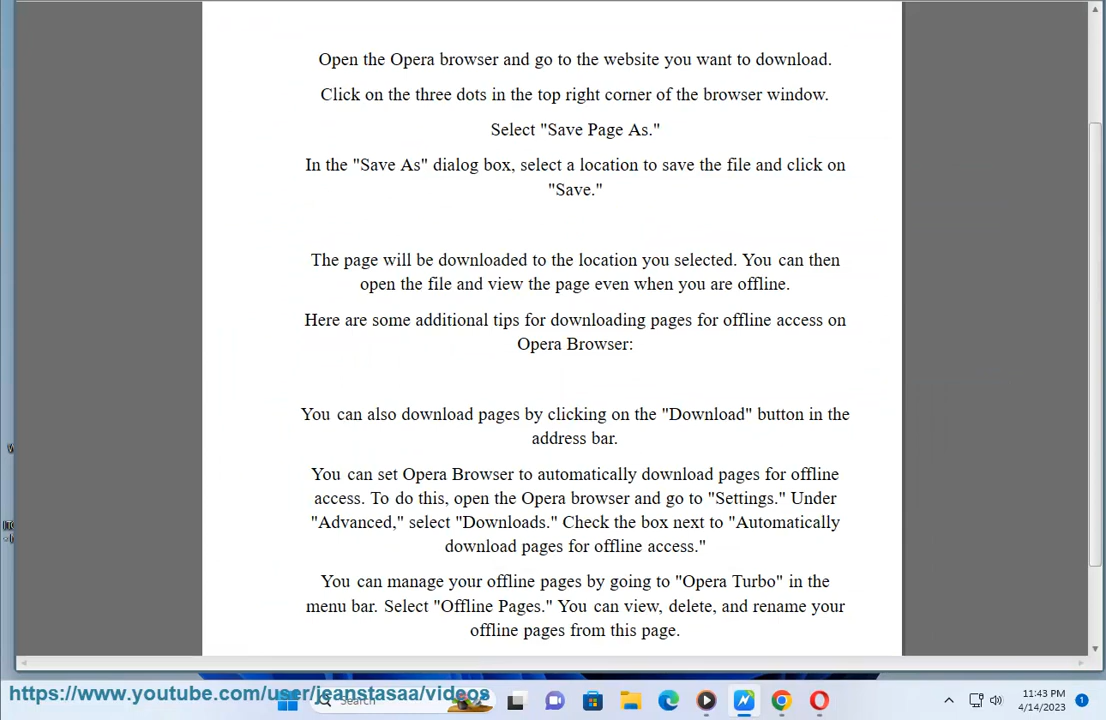 Open the Opera browser and go to the website you want to download.
Click on the three dots in the top right corner of the browser window.
Select "Save Page As."
In the "Save As" dialog box, select a location to save the file and click on
"Save."
The page will be downloaded to the location you selected. You can then
open the file and view the page even when you are offline.
Here are some additional tips for downloading pages for offline access on
Opera Browser:
You can also download pages by clicking on the "Download" button in the
address bar.
You can set Opera Browser to automatically download pages for offline
access. To do this, open the Opera browser and go to "Settings." Under
"Advanced," select "Downloads." Check the box next to "Automatically
download pages for offline access."
You can manage your offline pages by going to "Opera Turbo" in the
menu bar. Select "Offline Pages." You can view, delete, and rename your
offline pages from this page.
https://www.youtube.com/user/jeanstasaa/videos
Search
11:43 PM
4/14/2023
1